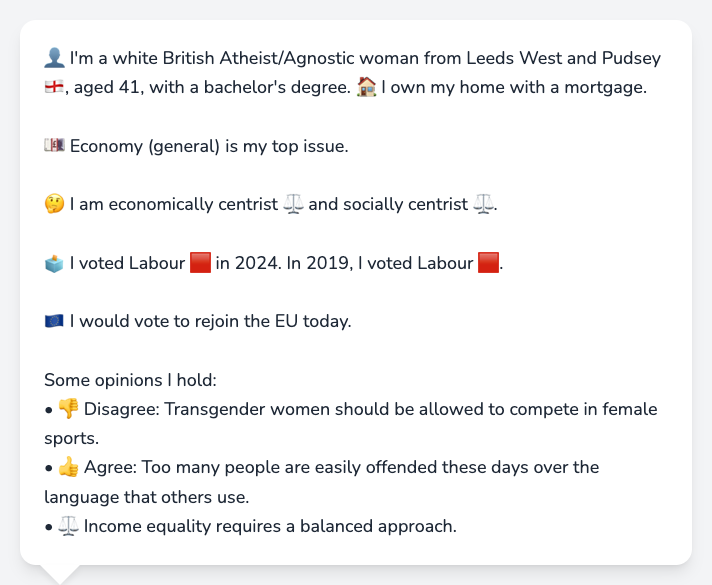 👤 I'm a white British Atheist/Agnostic woman from Leeds West and Pudsey
🏴󠁧󠁢󠁥󠁮󠁧󠁿, aged 41, with a bachelor's degree. 🏠 I own my home with a mortgage.
💷 Economy (general) is my top issue.
🤔 I am economically centrist ⚖️ and socially centrist ⚖️.
🗳️ I voted Labour 🟥 in 2024. In 2019, I voted Labour 🟥.
🇪🇺 I would vote to rejoin the EU today.
Some opinions I hold:
• 👎 Disagree: Transgender women should be allowed to compete in female
sports.
• 👍 Agree: Too many people are easily offended these days over the
language that others use.
• ⚖️ Income equality requires a balanced approach.